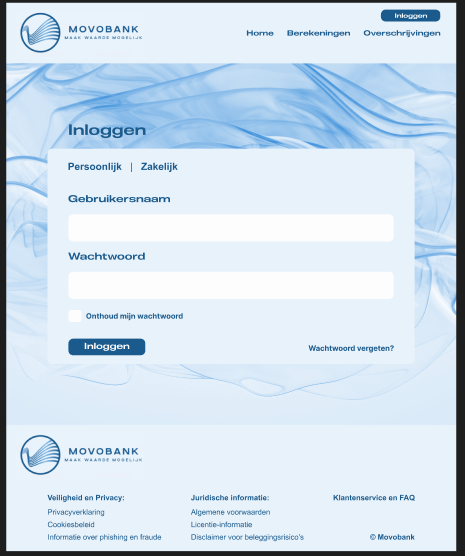 MOVOBANK
MAAK WAARDE MOGELIJK
Inloggen
Home Berekeningen Overschrijvingen
Inloggen
Persoonlijk | Zakelijk
Gebruikersnaam
Wachtwoord
Onthoud mijn wachtwoord
Inloggen
Wachtwoord vergeten?
MOVOBANK
MAAK WAARDE MOGELIJK
Veiligheid en Privacy:
Privacyverklaring
Cookiesbeleid
Informatie over phishing en fraude
Juridische informatie:
Algemene voorwaarden
Licentie-informatie
Disclaimer voor beleggingsrisico's
Klantenservice en FAQ
© Movobank